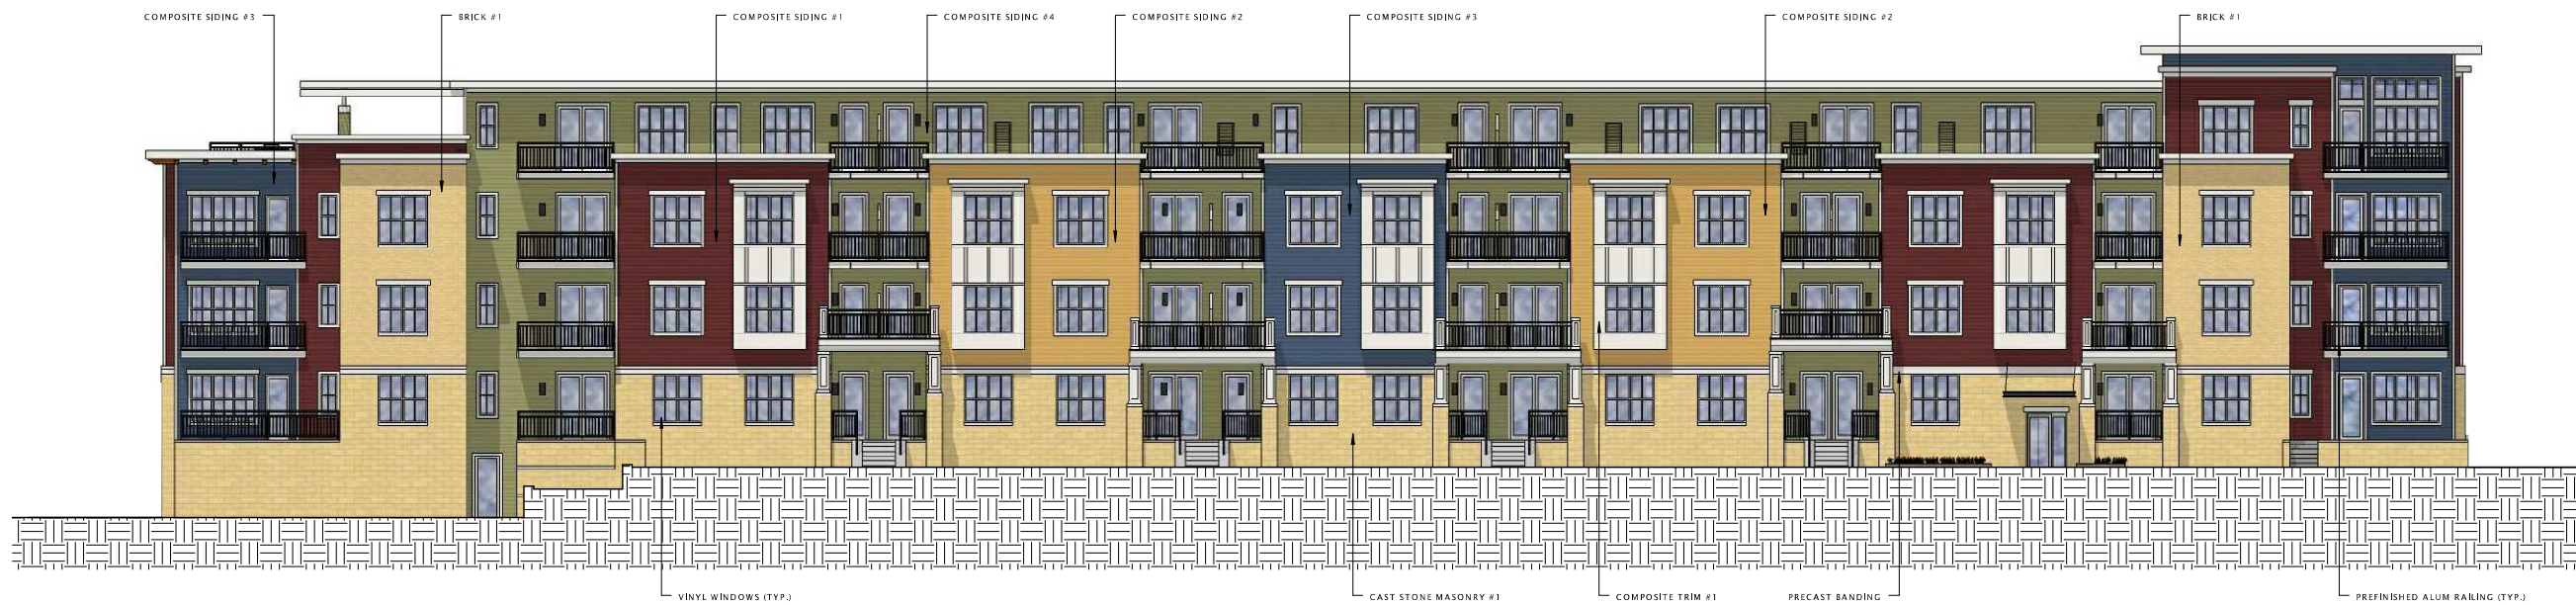 COMPOSITE SIDING #3
BRICK #1
COMPOSITE SIDING #1
COMPOSITE SIDING #4
COMPOSITE SIDING #2
COMPOSITE SIDING #3
COMPOSITE SIDING #2
BRICK #1
VINYL WINDOWS (TYP.)
CAST STONE MASONRY #1
COMPOSITE TRIM #1
PRECAST BANDING
PREFINISHED ALUM RAILING (TYP.)